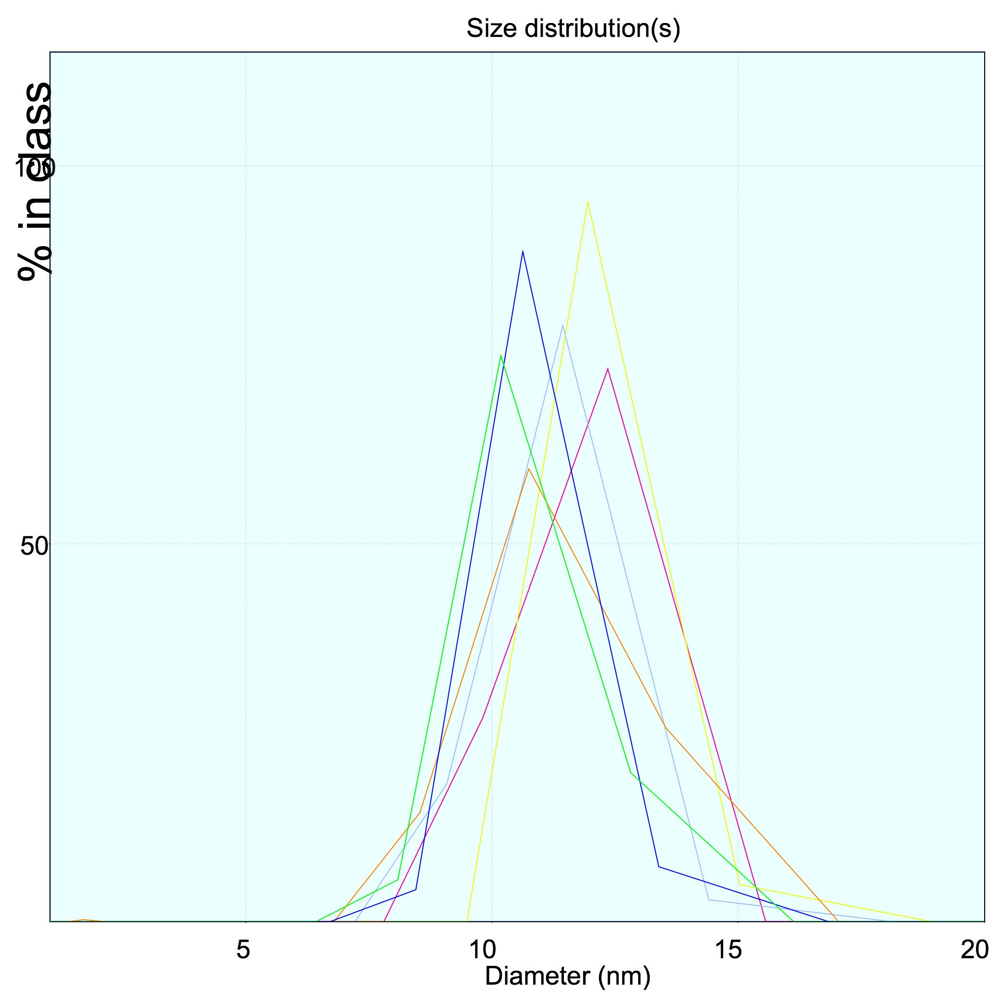 Size distribution(s)
% in class
100
50
5 10 15 20
Diameter (nm)